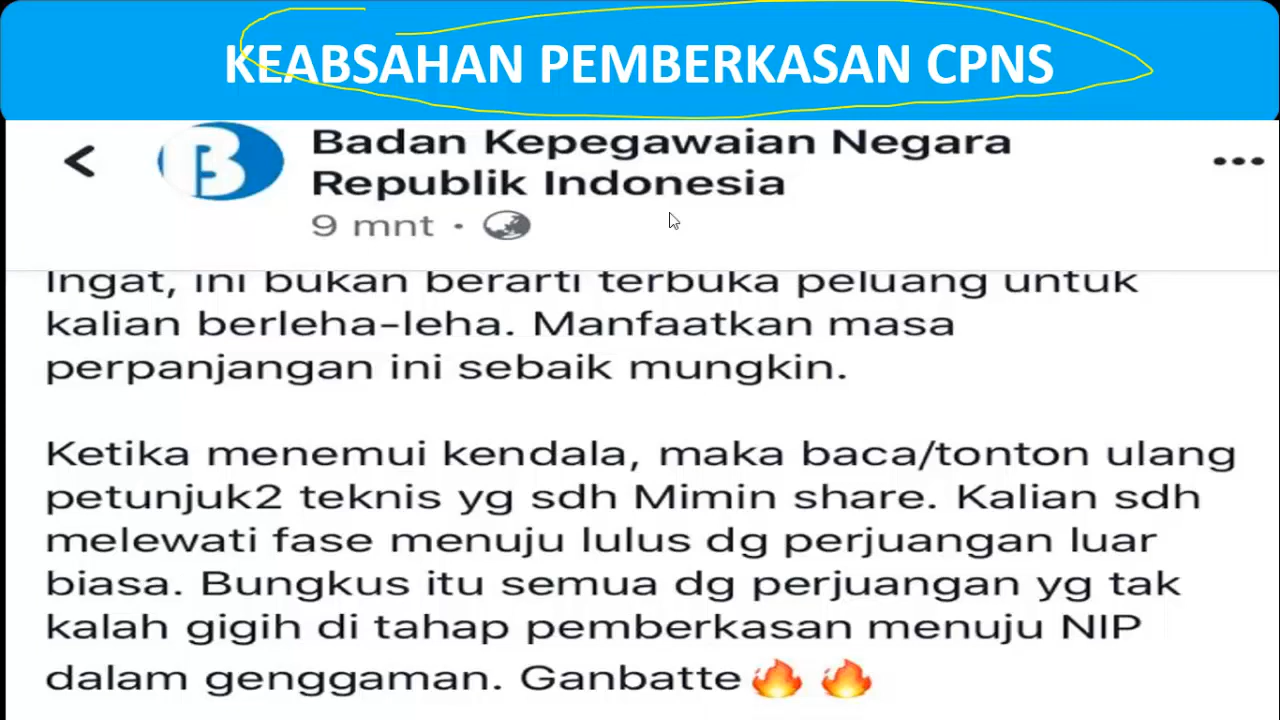 KEABSAHAN PEMBERKASAN CPNS
Badan Kepegawaian Negara
Republik Indonesia
9 mnt ·
Ingat, ini bukan berarti terbuka peluang untuk
kalian berleha-leha. Manfaatkan masa
perpanjangan ini sebaik mungkin.
Ketika menemui kendala, maka baca/tonton ulang
petunjuk2 teknis yg sdh Mimin share. Kalian sdh
melewati fase menuju lulus dg perjuangan luar
biasa. Bungkus itu semua dg perjuangan yg tak
kalah gigih di tahap pemberkasan menuju NIP
dalam genggaman. Ganbatte🔥 🔥